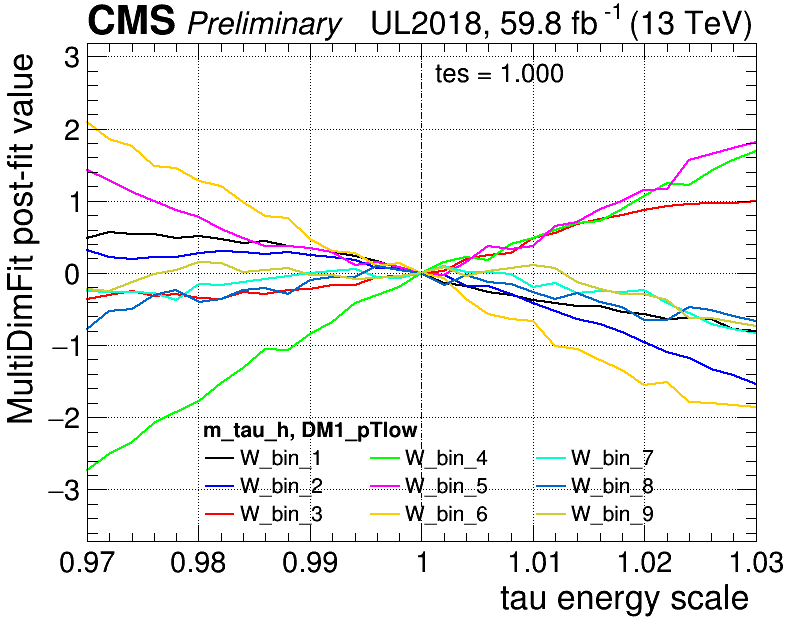 CMS Preliminary UL2018, 59.8 fb⁻¹ (13 TeV)
MultiDimFit post-fit value
tes = 1.000
3
2
1
0
−1
−2
−3
m_tau_h, DM1_pTlow
W_bin_1 W_bin_4 W_bin_7
W_bin_2 W_bin_5 W_bin_8
W_bin_3 W_bin_6 W_bin_9
0.97 0.98 0.99 1 1.01 1.02 1.03
tau energy scale